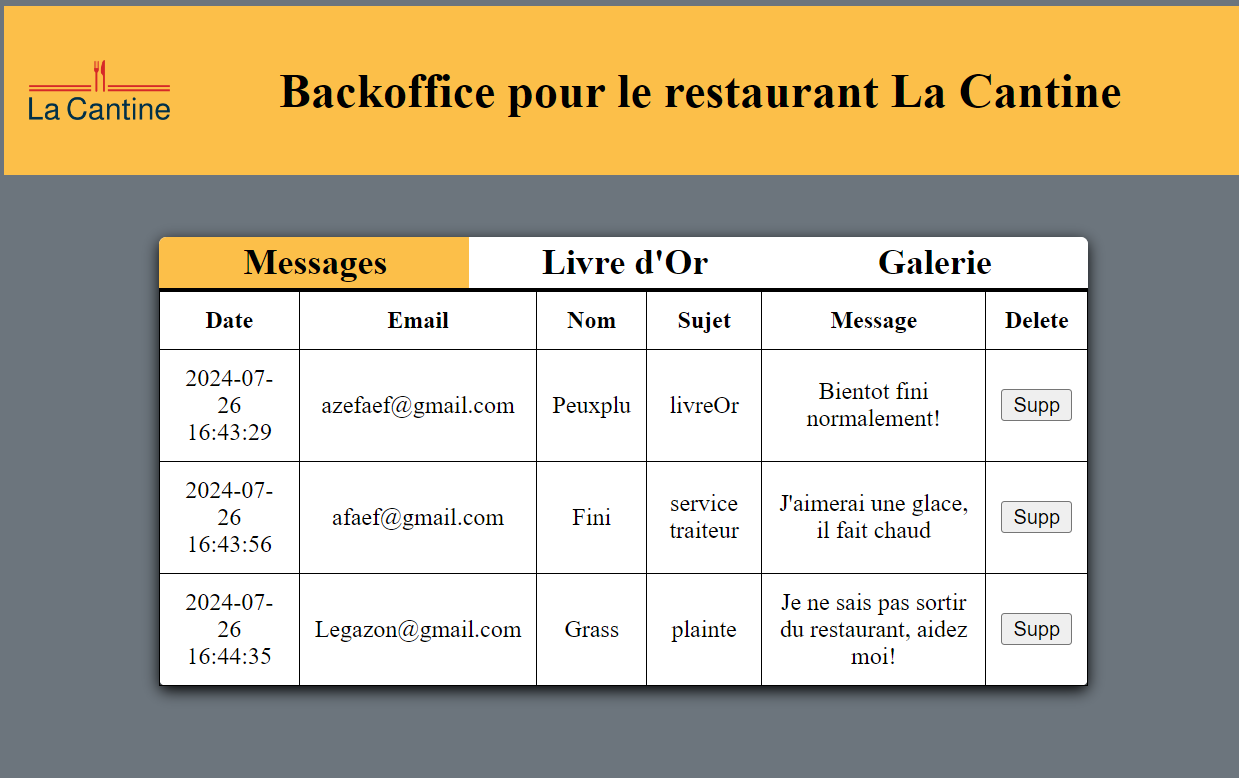 La Cantine
Backoffice pour le restaurant La Cantine
Messages Livre d'Or Galerie
Date Email Nom Sujet Message Delete
2024-07-
26
16:43:29
azefaef@gmail.com
Peuxplu
livreOr
Bientot fini
normalement!
Supp
2024-07-
26
16:43:56
afaef@gmail.com
Fini
service
traiteur
J'aimerai une glace,
il fait chaud
Supp
2024-07-
26
16:44:35
Legazon@gmail.com
Grass
plainte
Je ne sais pas sortir
du restaurant, aidez
moi!
Supp